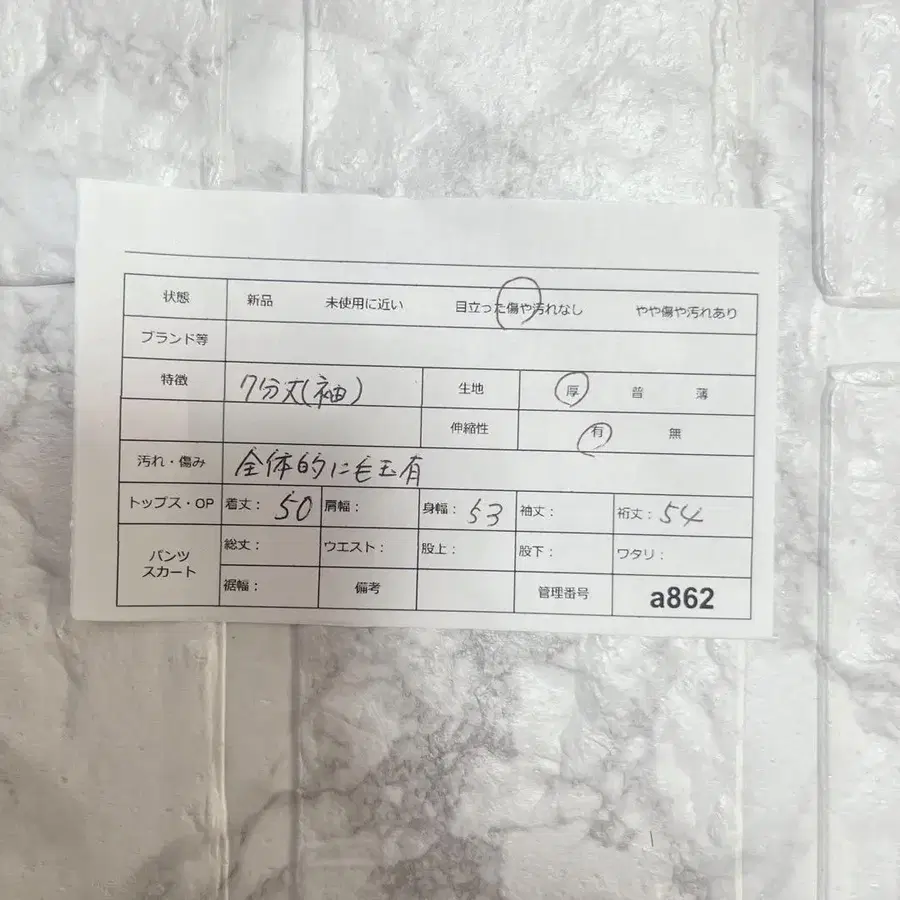 状態 新品 未使用に近い 目立った傷や汚れなし やや傷や汚れあり
ブランド等
特徴 7分丈(袖) 生地 厚 普 薄
伸縮性 有 無
汚れ・傷み 全体的に毛玉有
トップス・OP 着丈: 50 肩幅: 身幅: 53 袖丈: 裄丈: 54
パンツ スカート 総丈: ウエスト: 股上: 股下: ワタリ:
裾幅: 備考 管理番号 a862